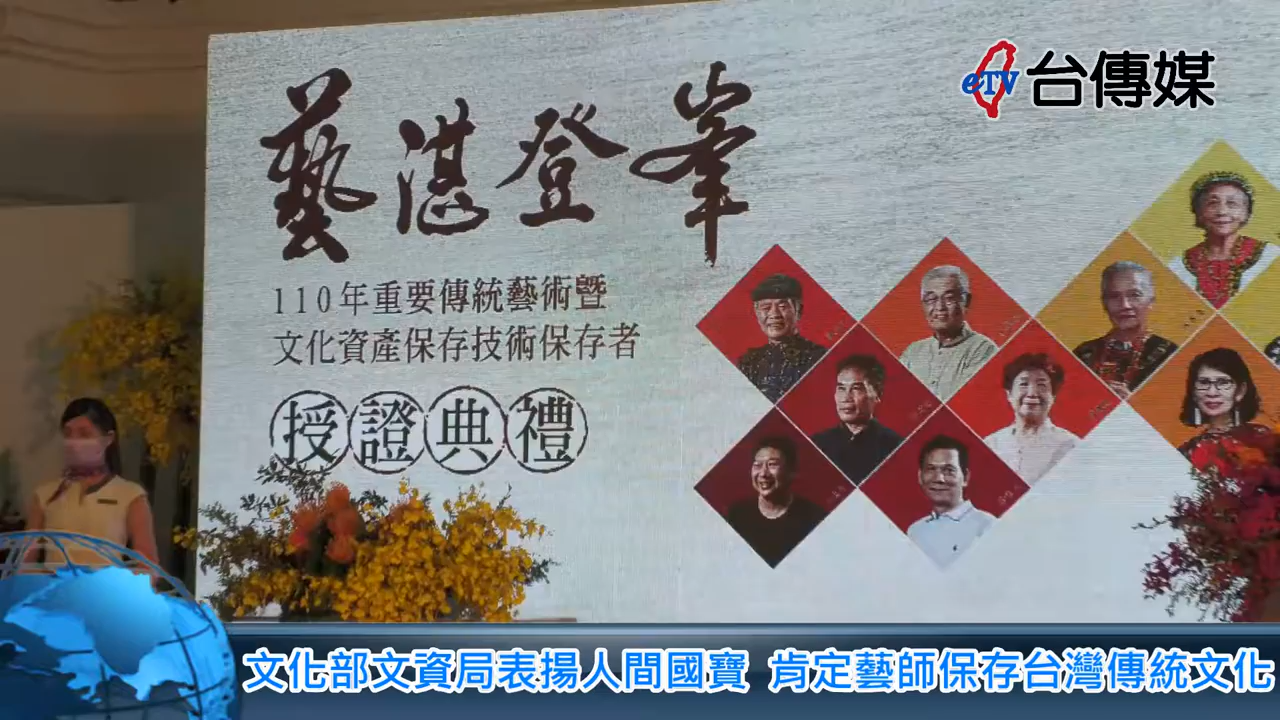 藝湛登峯
eTV 台傳媒
110年重要傳統藝術暨
文化資產保存技術保存者
授證典禮
文化部文資局表揚人間國寶 肯定藝師保存台灣傳統文化